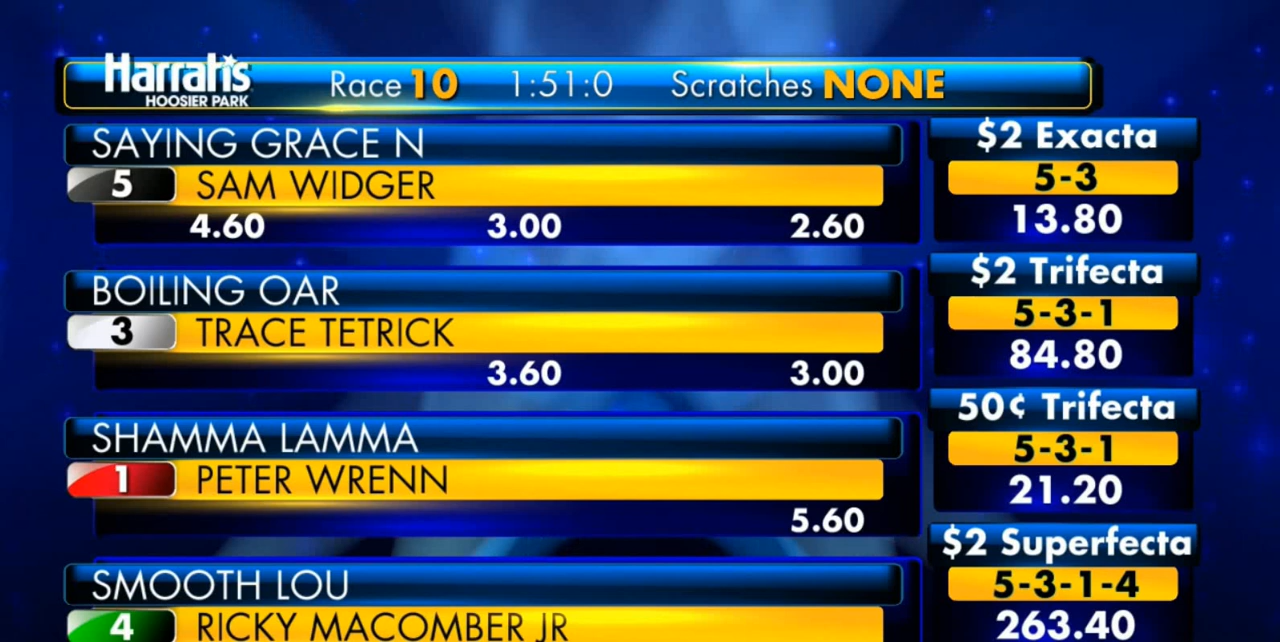 Harrah's
HOOSIER PARK
Race 10 1:51:0 Scratches NONE
SAYING GRACE N
5 SAM WIDGER
4.60 3.00 2.60
BOILING OAR
3 TRACE TETRICK
3.60 3.00
SHAMMA LAMMA
1 PETER WRENN
5.60
SMOOTH LOU
4 RICKY MACOMBER JR
$2 Exacta
5-3
13.80
$2 Trifecta
5-3-1
84.80
50¢ Trifecta
5-3-1
21.20
$2 Superfecta
5-3-1-4
263.40